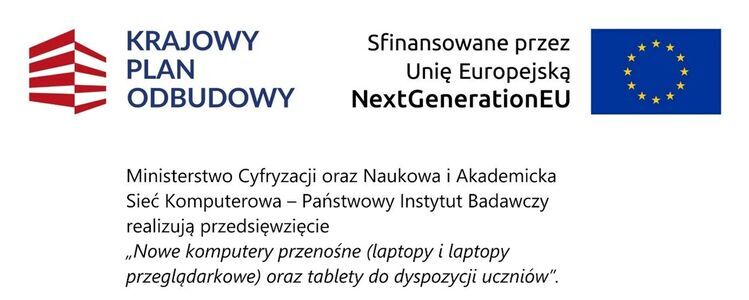 KRAJOWY
PLAN
ODBUDOWY
Sfinansowane przez
Unię Europejską
NextGenerationEU
Ministerstwo Cyfryzacji oraz Naukowa i Akademicka
Sieć Komputerowa – Państwowy Instytut Badawczy
realizują przedsięwzięcie
„Nowe komputery przenośne (laptopy i laptopy
przeglądarkowe) oraz tablety do dyspozycji uczniów”.